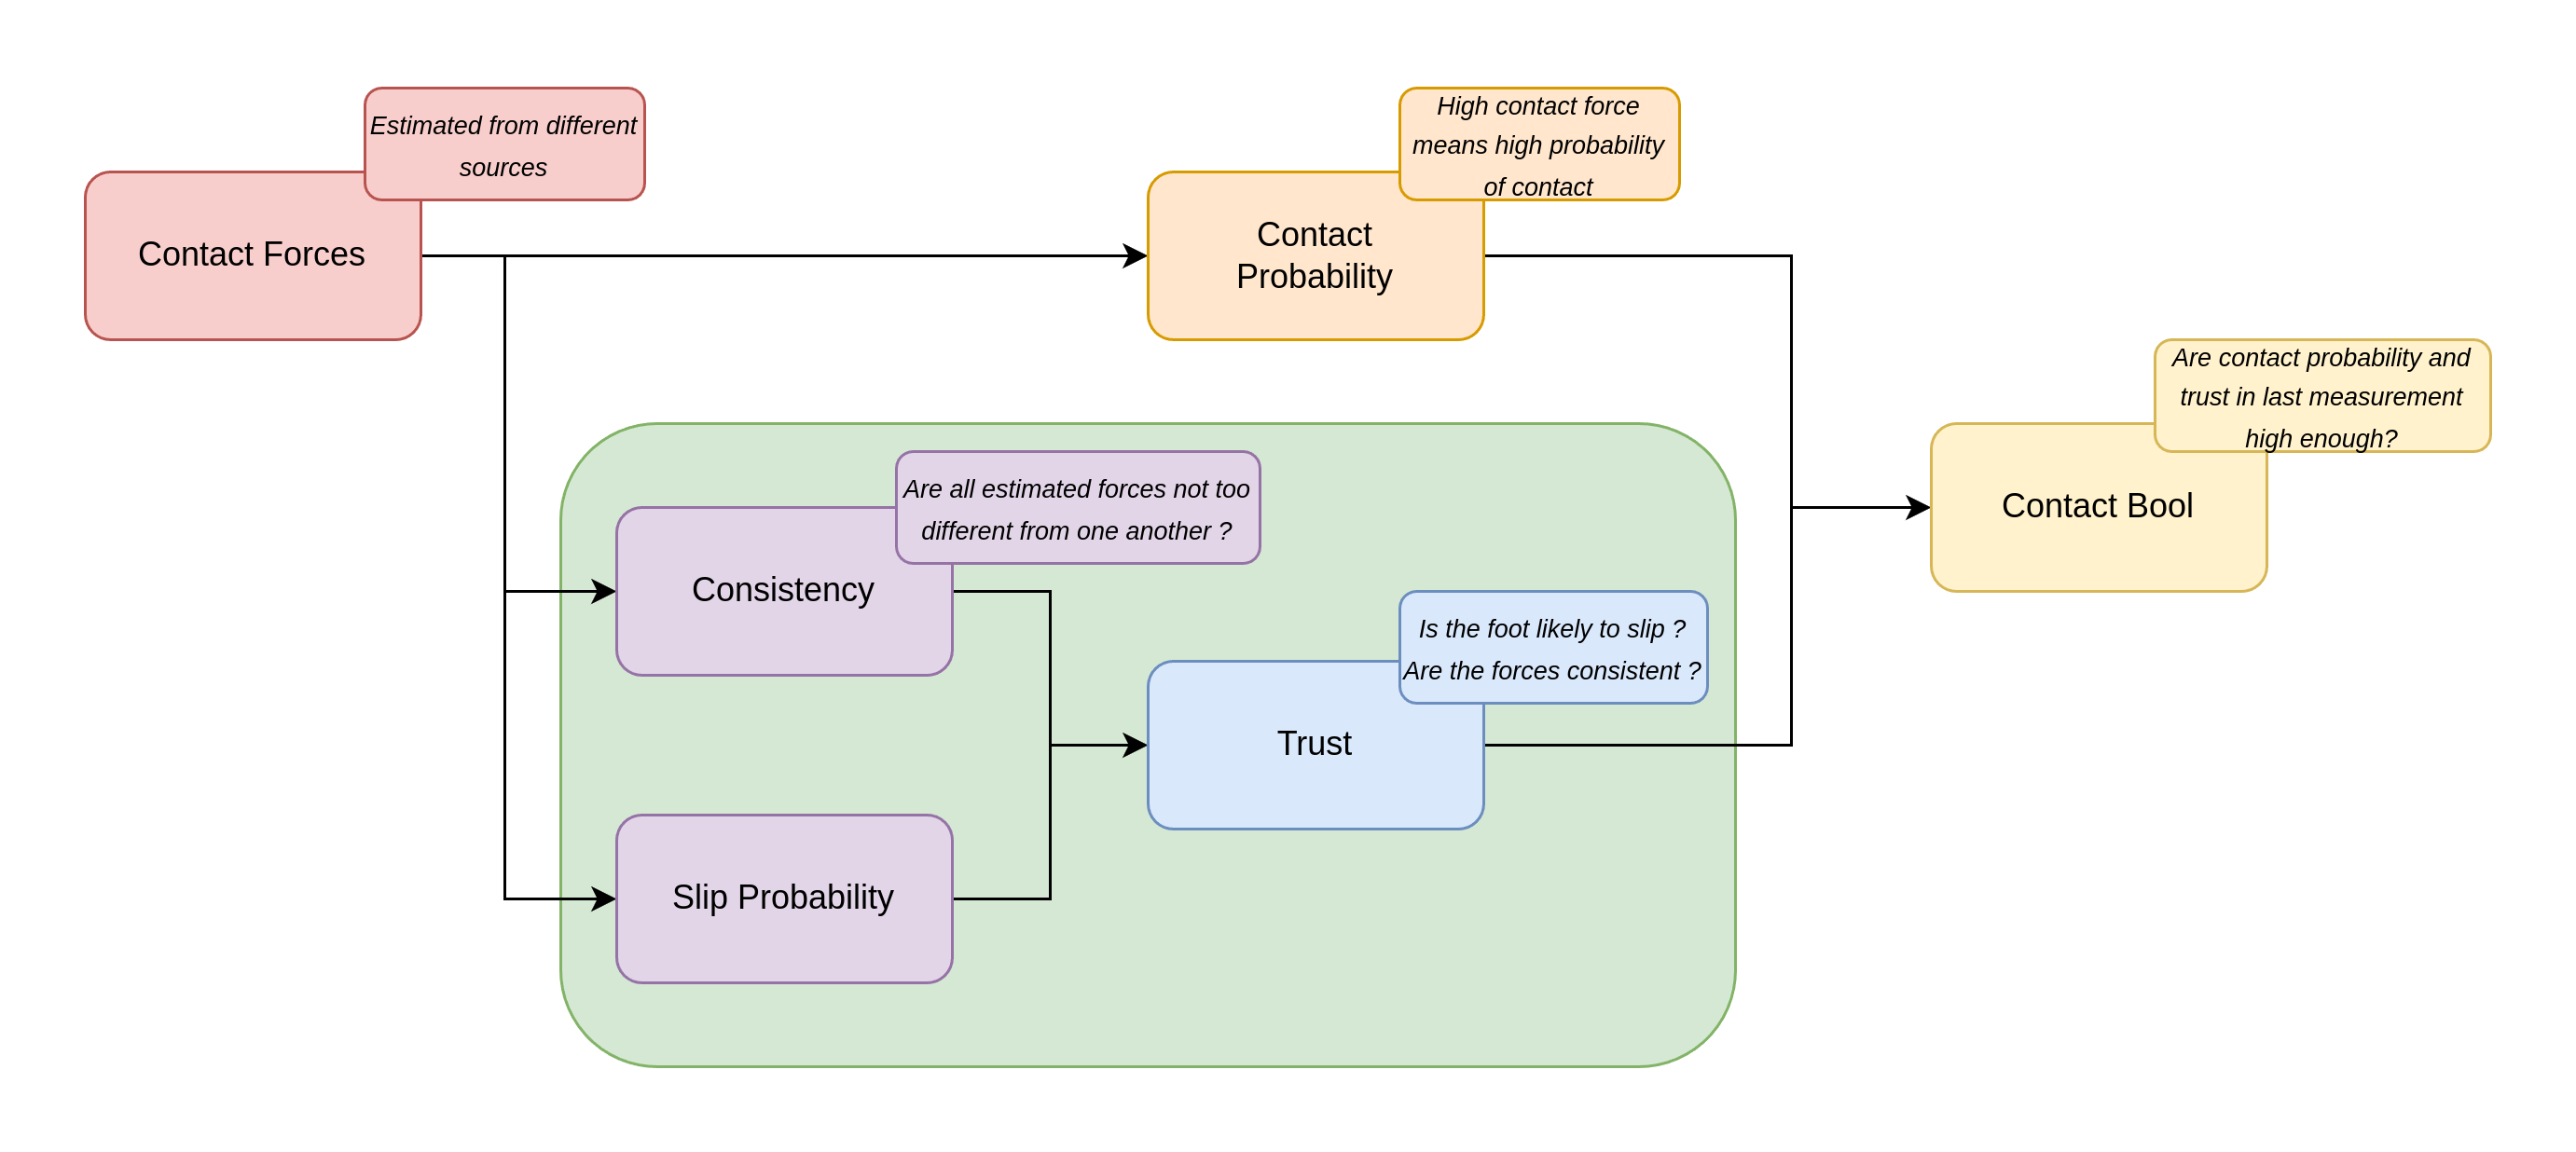 Estimated from different
sources
Contact Forces
High contact force
means high probability
of contact
Contact
Probability
Are contact probability and
trust in last measurement
high enough?
Contact Bool
Are all estimated forces not too
different from one another ?
Consistency
Is the foot likely to slip ?
Are the forces consistent ?
Trust
Slip Probability